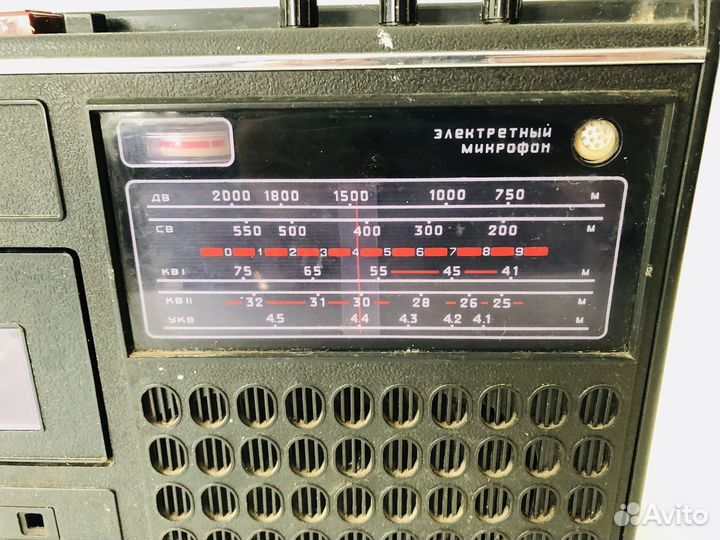 ЭЛЕКТРЕТНЫЙ
МИКРОФОН
ДВ 2000 1800 1500 1000 750 М
СВ 550 500 400 300 200 М
0 1 2 3 4 5 6 7 8 9
КВ I 75 65 55 45 41 М
КВ II 32 31 30 28 26 25 М
УКВ 4.5 4.4 4.3 4.2 4.1 М
Avito